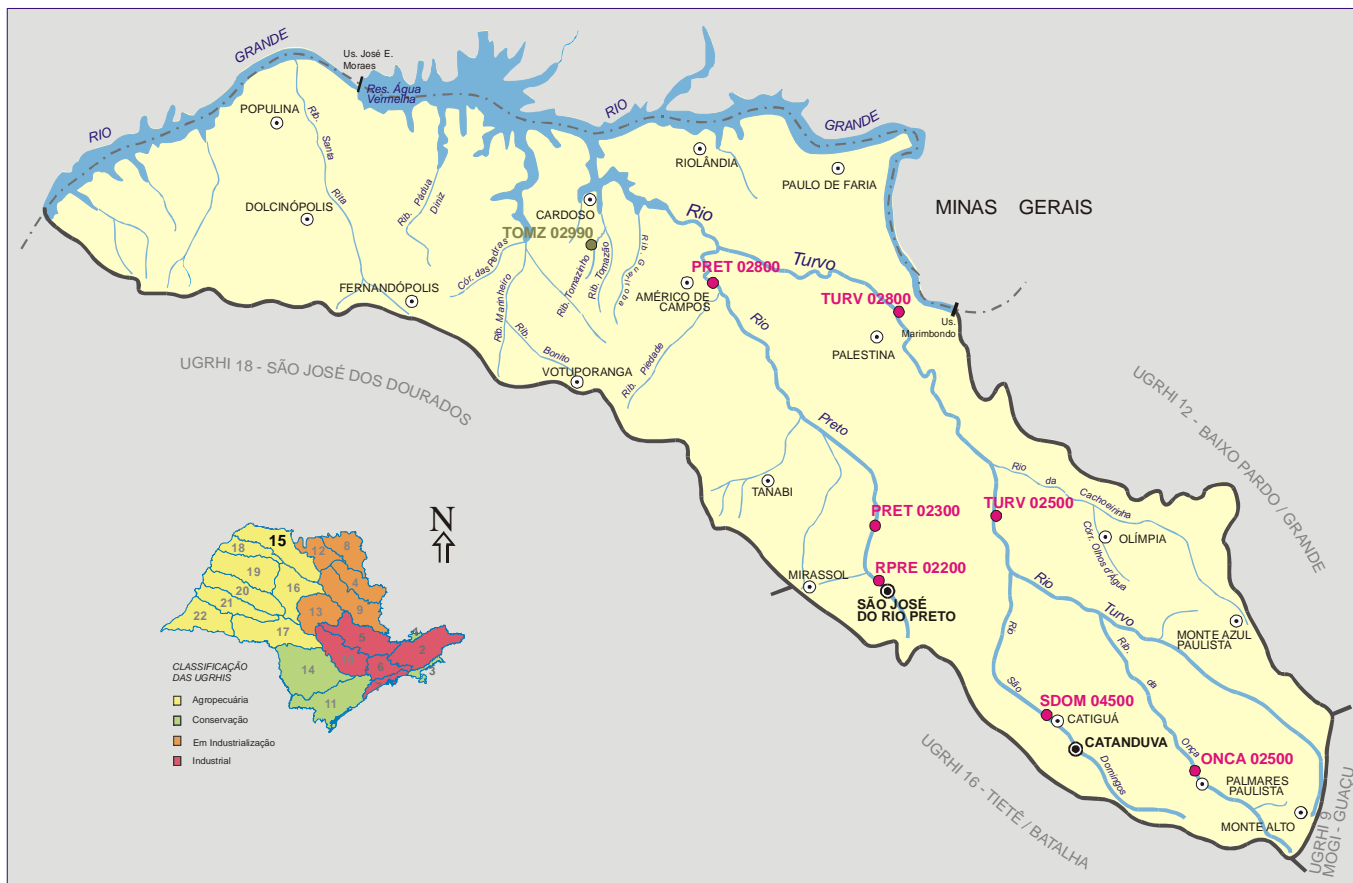 GRANDE
Us. José E.
Moraes
Res. Água
Vermelha
RIO
POPULINA
Rib. Santa Rita
DOLCINÓPOLIS
Rib. Pádua
Diniz
FERNANDÓPOLIS
RIO
GRANDE
RIOLÂNDIA
PAULO DE FARIA
MINAS GERAIS
CARDOSO
TOMZ 02990
Cór. das Pedras
Rib. Marinheiro
Rib. Tomazinho
Rib. Tomazão
Rib. Guaritoba
Rib. Bonito
VOTUPORANGA
Rio Turvo
PRET 02800
AMÉRICO DE
CAMPOS
Rib. Piedade
TURV 02800
Us.
Marimbondo
PALESTINA
UGRHI 18 - SÃO JOSÉ DOS DOURADOS
UGRHI 12 - BAIXO PARDO / GRANDE
Rio Preto
TANABI
PRET 02300
TURV 02500
Rio da Cachoeirinha
Córr. Olhos d'Água
OLÍMPIA
MIRASSOL
RPRE 02200
SÃO JOSÉ
DO RIO PRETO
Rio Turvo
MONTE AZUL
PAULISTA
Rio São Domingos
Rib. da Onça
SDOM 04500
CATIGUÁ
CATANDUVA
ONCA 02500
PALMARES
PAULISTA
MONTE ALTO
UGRHI 16 - TIETÊ / BATALHA
UGRHI 9
MOGI - GUAÇU
N
15
18
12
8
19
4
20
16
21
13
9
22
17
5
2
6
3
14
11
CLASSIFICAÇÃO
DAS UGRHIS
Agropecuária
Conservação
Em Industrialização
Industrial